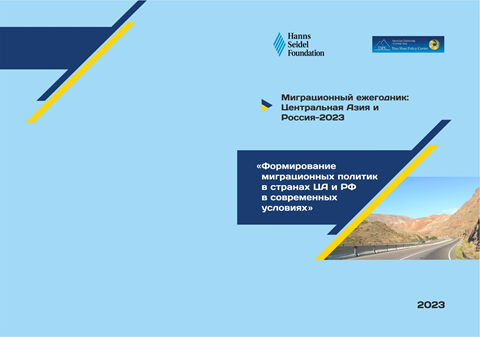 Hanns
Seidel
Foundation
Миграционный ежегодник:
Центральная Азия и
Россия-2023
«Формирование
миграционных политик
в странах ЦА и РФ
в современных
условиях»
2023